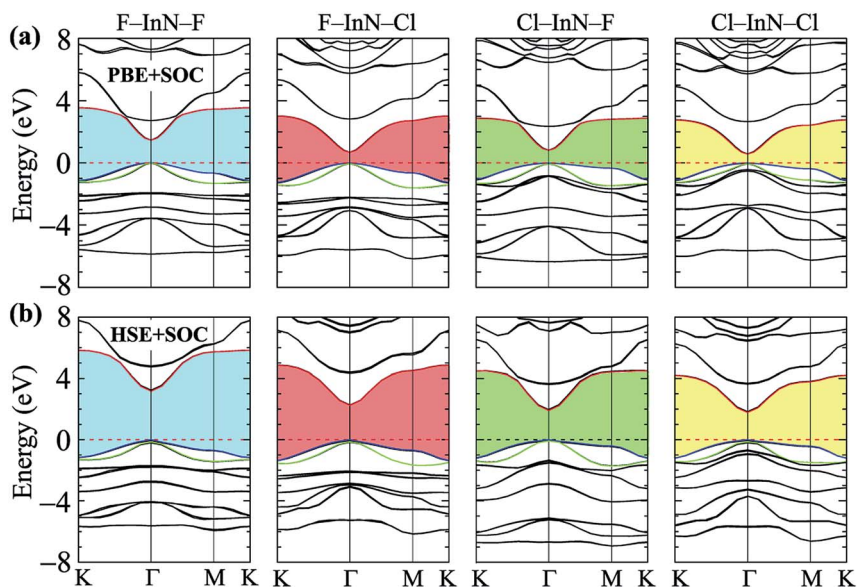 F–InN–F F–InN–Cl Cl–InN–F Cl–InN–Cl
(a)
8
PBE+SOC
4
Energy (eV)
0
−4
−8
(b)
8
HSE+SOC
4
Energy (eV)
0
−4
−8
K Γ M K Γ M K Γ M K Γ M K